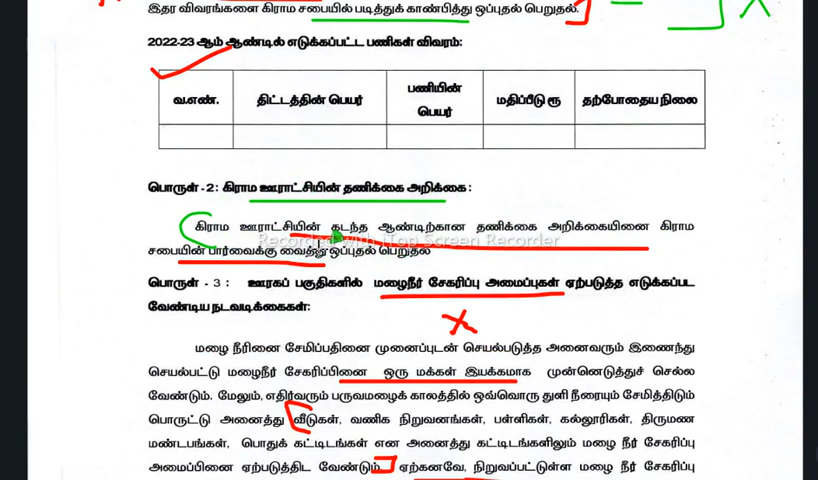 இதர விவரங்களை கிராம சபையில் படித்துக் காண்பித்து ஒப்புதல் பெறுதல்.
2022-23 ஆம் ஆண்டில் எடுக்கப்பட்ட பணிகள் விவரம்:
வ.எண். திட்டத்தின் பெயர் பணியின் பெயர் மதிப்பீடு ரூ தற்போதைய நிலை
பொருள் -2: கிராம ஊராட்சியின் தணிக்கை அறிக்கை:
கிராம ஊராட்சியின் கடந்த ஆண்டிற்கான தணிக்கை அறிக்கையினை கிராம
Recorded with iTop Screen Recorder
சபையின் பார்வைக்கு வைத்து ஒப்புதல் பெறுதல்
பொருள் - 3 : ஊரகப் பகுதிகளில் மழைநீர் சேகரிப்பு அமைப்புகள் ஏற்படுத்த எடுக்கப்பட
வேண்டிய நடவடிக்கைகள்:
மழை நீரினை சேமிப்பதினை முனைப்புடன் செயல்படுத்த அனைவரும் இணைந்து
செயல்பட்டு மழைநீர் சேகரிப்பினை ஒரு மக்கள் இயக்கமாக முன்னெடுத்துச் செல்ல
வேண்டும். மேலும், எதிர்வரும் பருவமழைக் காலத்தில் ஒவ்வொரு துளி நீரையும் சேமித்திடும்
பொருட்டு அனைத்து வீடுகள், வணிக நிறுவனங்கள், பள்ளிகள், கல்லூரிகள், திருமண
மண்டபங்கள், பொதுக் கட்டிடங்கள் என அனைத்து கட்டிடங்களிலும் மழை நீர் சேகரிப்பு
அமைப்பினை ஏற்படுத்திட வேண்டும். ஏற்கனவே, நிறுவப்பட்டுள்ள மழை நீர் சேகரிப்பு